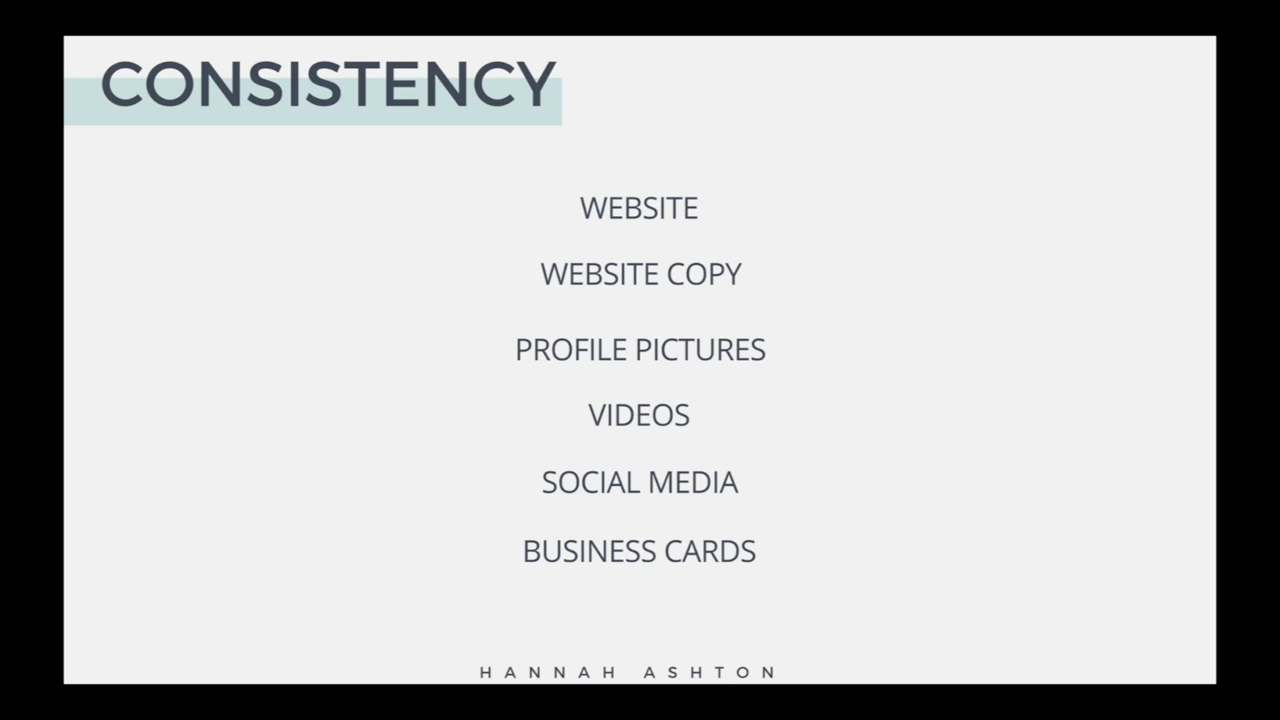 CONSISTENCY
WEBSITE
WEBSITE COPY
PROFILE PICTURES
VIDEOS
SOCIAL MEDIA
BUSINESS CARDS
HANNAH ASHTON